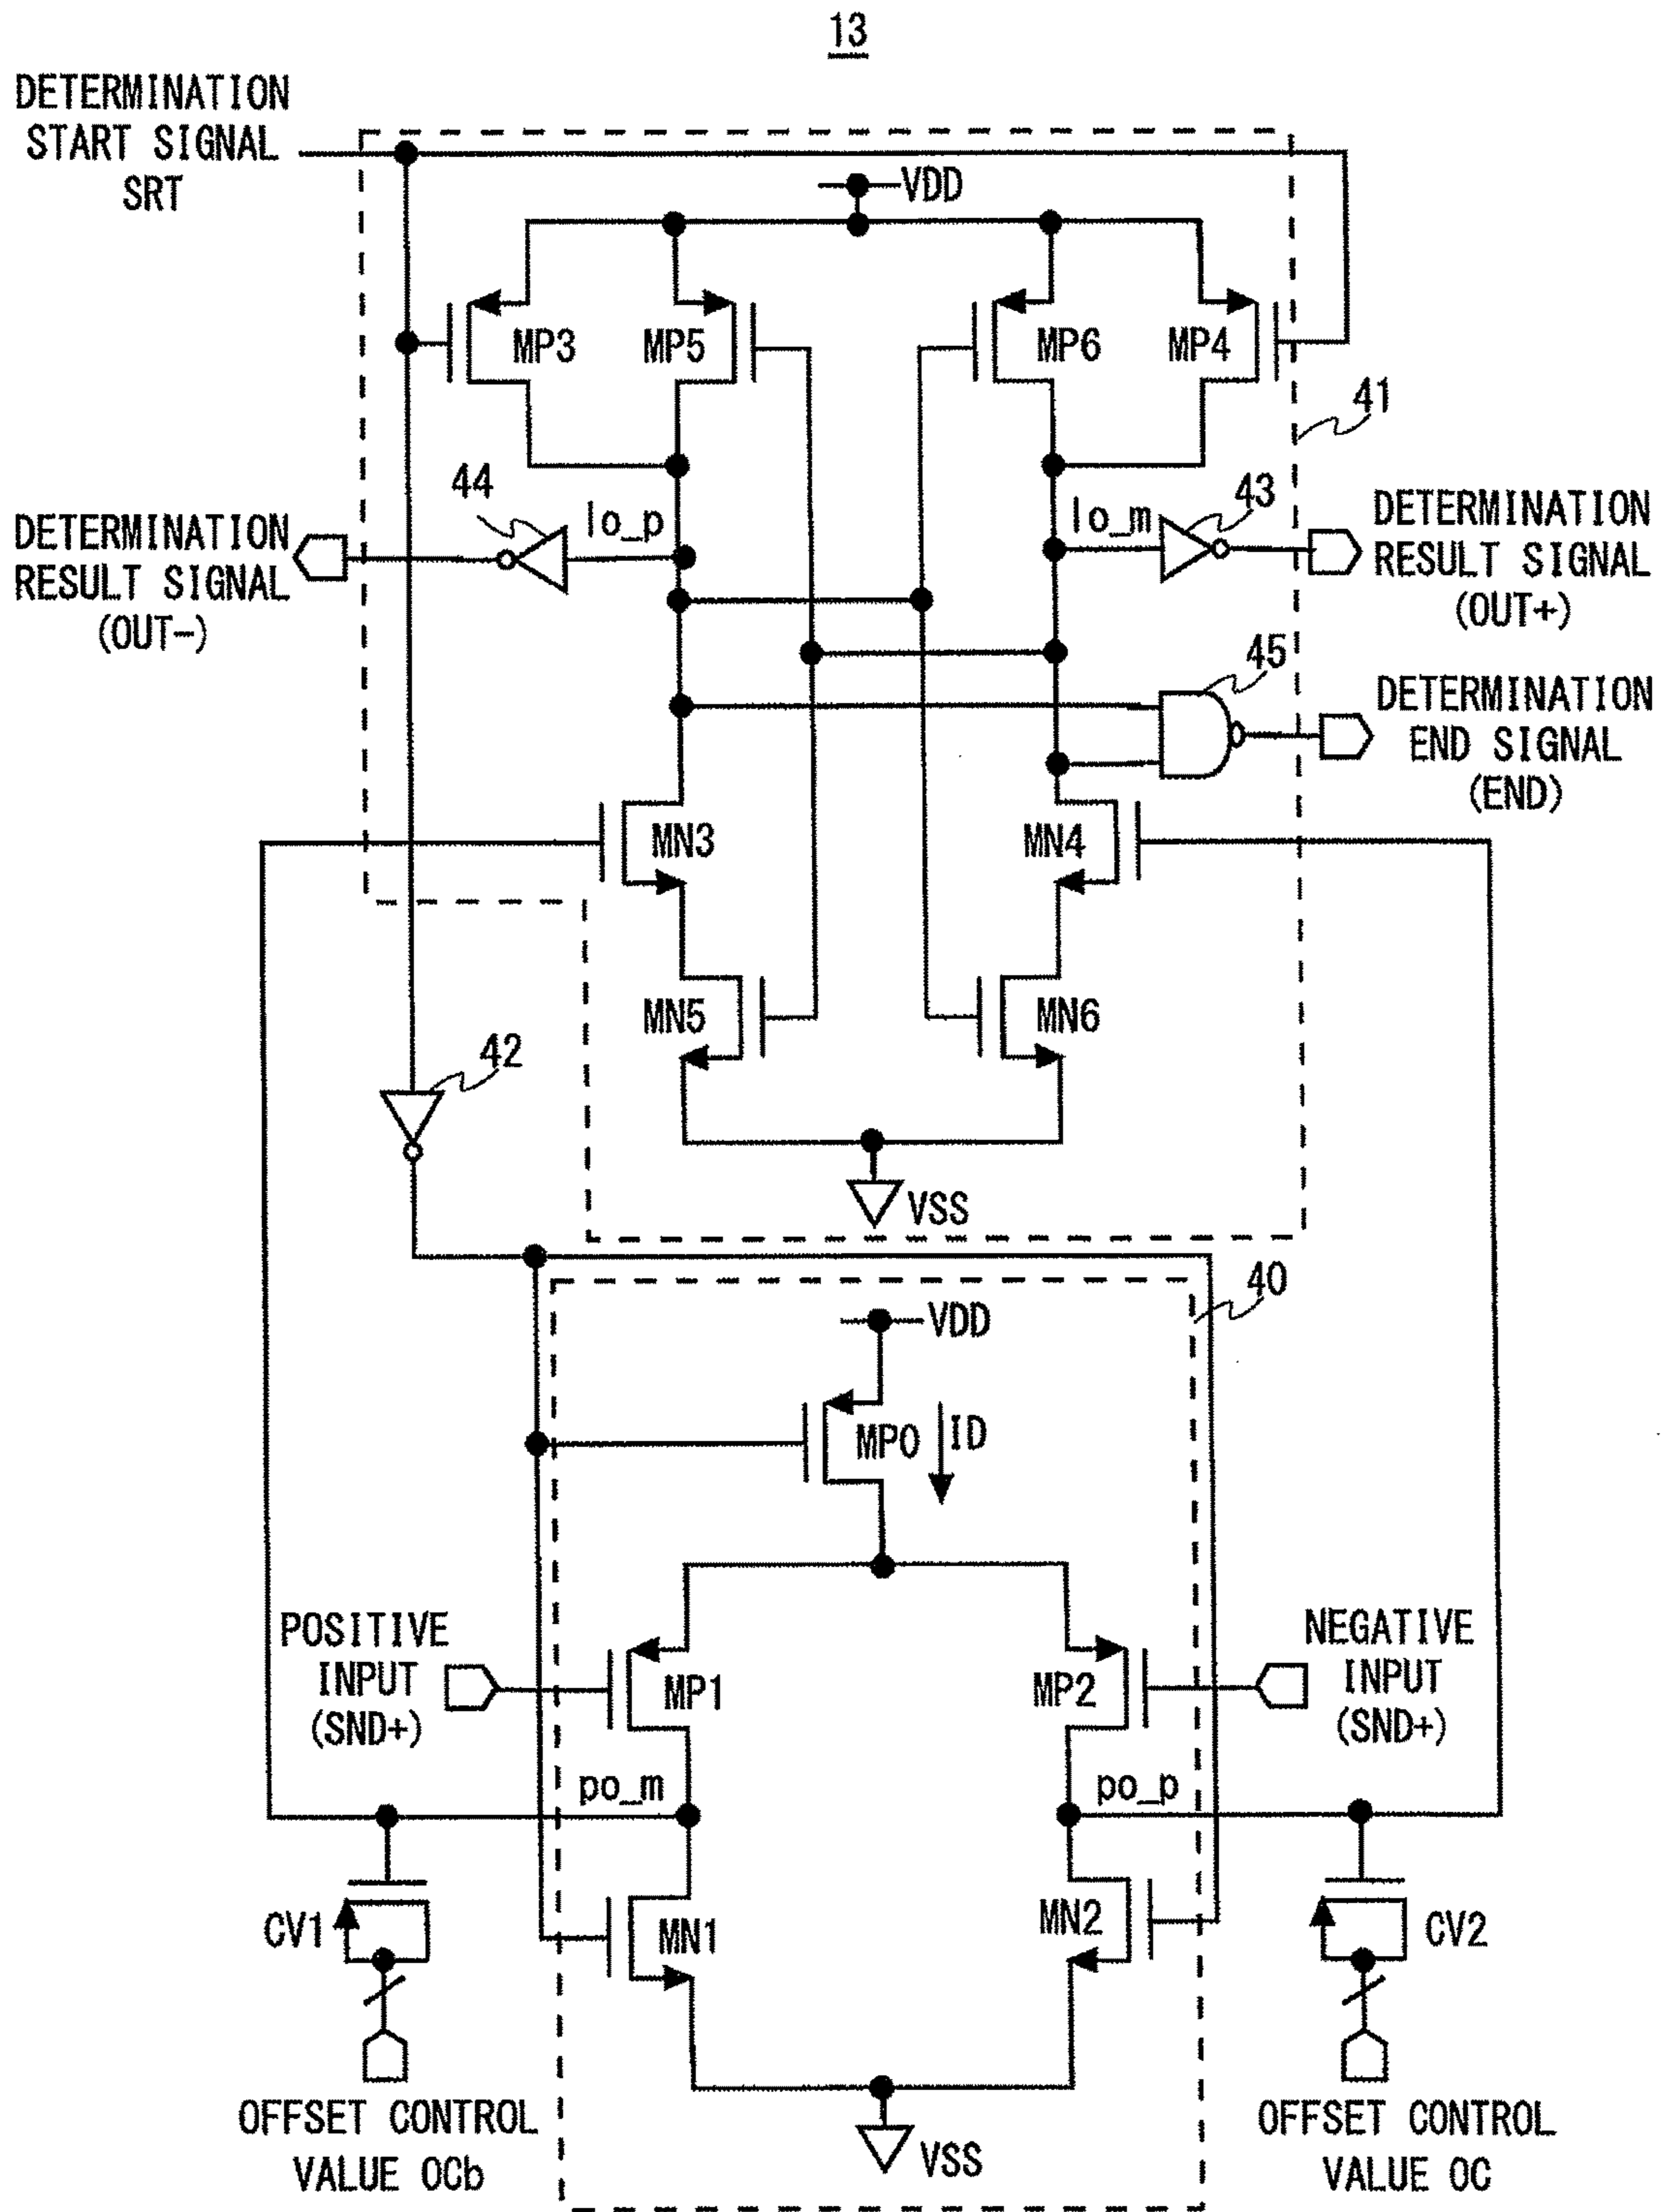 13
DETERMINATION
START SIGNAL
SRT
VDD
MP3
MP5
MP6
MP4
41
44
lo_p
lo_m
43
DETERMINATION
RESULT SIGNAL
(OUT-)
DETERMINATION
RESULT SIGNAL
(OUT+)
45
DETERMINATION
END SIGNAL
(END)
MN3
MN4
MN5
MN6
42
VSS
40
VDD
MP0
ID
POSITIVE
INPUT
(SND+)
MP1
MP2
NEGATIVE
INPUT
(SND+)
po_m
po_p
CV1
MN1
MN2
CV2
OFFSET CONTROL
VALUE OCb
VSS
OFFSET CONTROL
VALUE OC